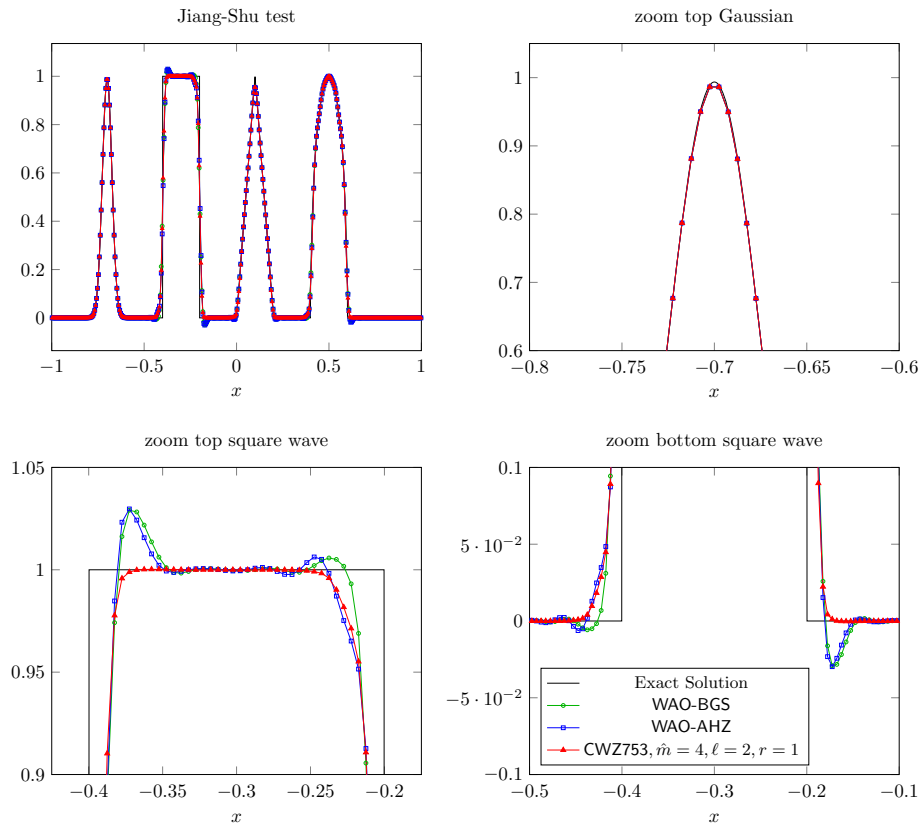 Jiang-Shu test
1
0.8
0.6
0.4
0.2
0
−1
−0.5
0
0.5
1
x
zoom top Gaussian
1
0.9
0.8
0.7
0.6
−0.8
−0.75
−0.7
−0.65
−0.6
x
zoom top square wave
1.05
1
0.95
0.9
−0.4
−0.35
−0.3
−0.25
−0.2
x
zoom bottom square wave
0.1
5 · 10⁻²
0
−5 · 10⁻²
−0.1
−0.5
−0.4
−0.3
−0.2
−0.1
x
Exact Solution
WAO-BGS
WAO-AHZ
CWZ753, m̂ = 4, ℓ = 2, r = 1